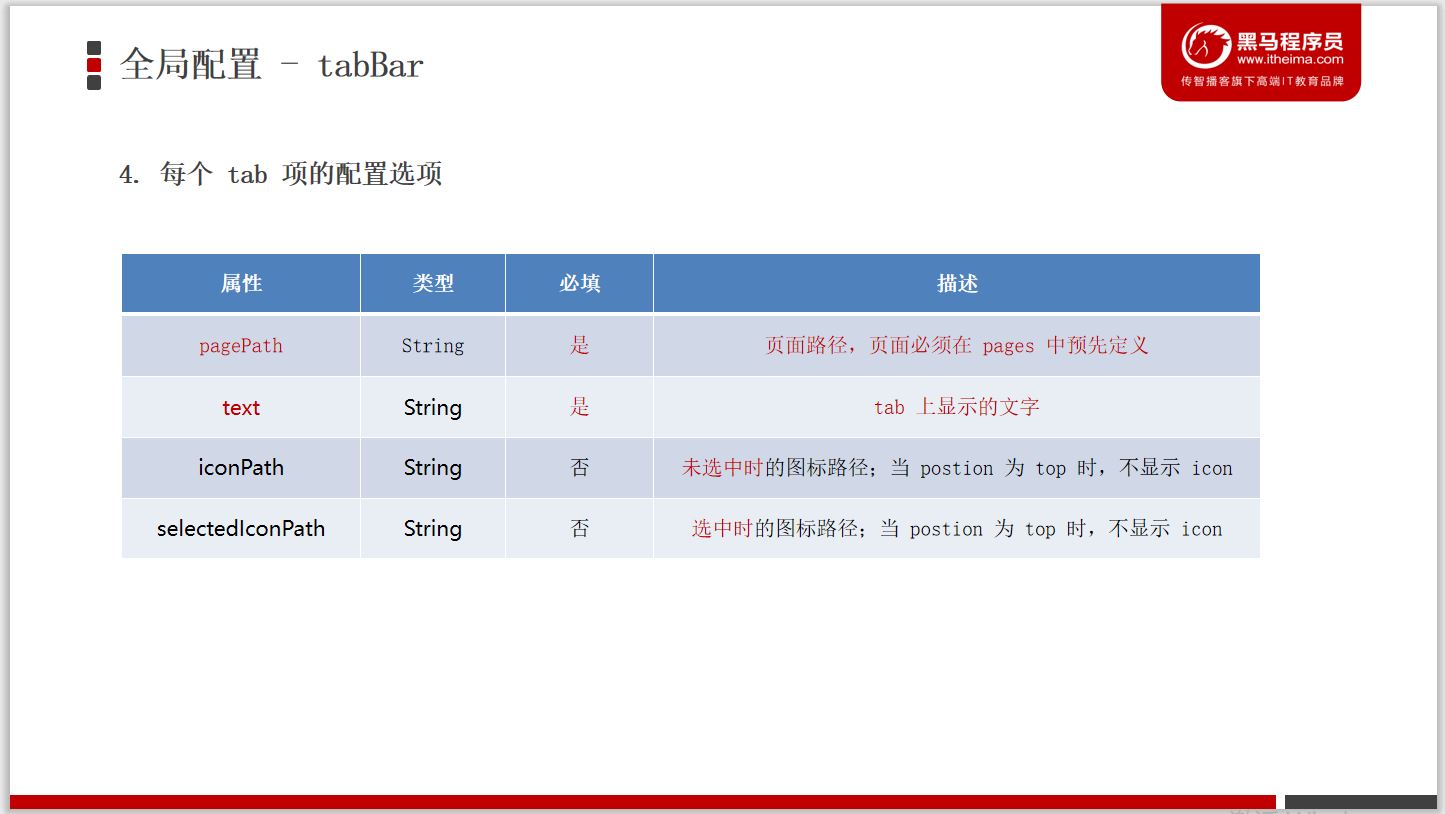 全局配置 - tabBar
黑马程序员
www.itheima.com
传智播客旗下高端IT教育品牌
4. 每个 tab 项的配置选项
属性 类型 必填 描述
pagePath String 是 页面路径，页面必须在 pages 中预先定义
text String 是 tab 上显示的文字
iconPath String 否 未选中时的图标路径；当 postion 为 top 时，不显示 icon
selectedIconPath String 否 选中时的图标路径；当 postion 为 top 时，不显示 icon